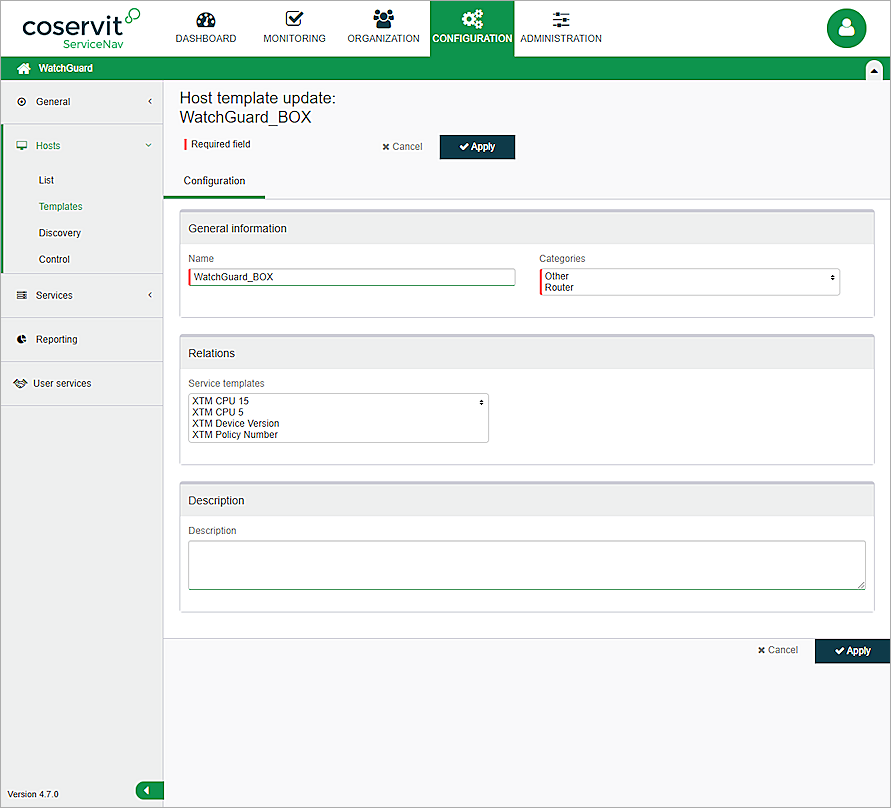 coservit
ServiceNav
DASHBOARD
MONITORING
ORGANIZATION
CONFIGURATION
ADMINISTRATION
WatchGuard
General
Hosts
List
Templates
Discovery
Control
Services
Reporting
User services
Version 4.7.0
Host template update:
WatchGuard_BOX
Required field
Cancel
Apply
Configuration
General information
Name
WatchGuard_BOX
Categories
Other
Router
Relations
Service templates
XTM CPU 15
XTM CPU 5
XTM Device Version
XTM Policy Number
Description
Description
Cancel
Apply